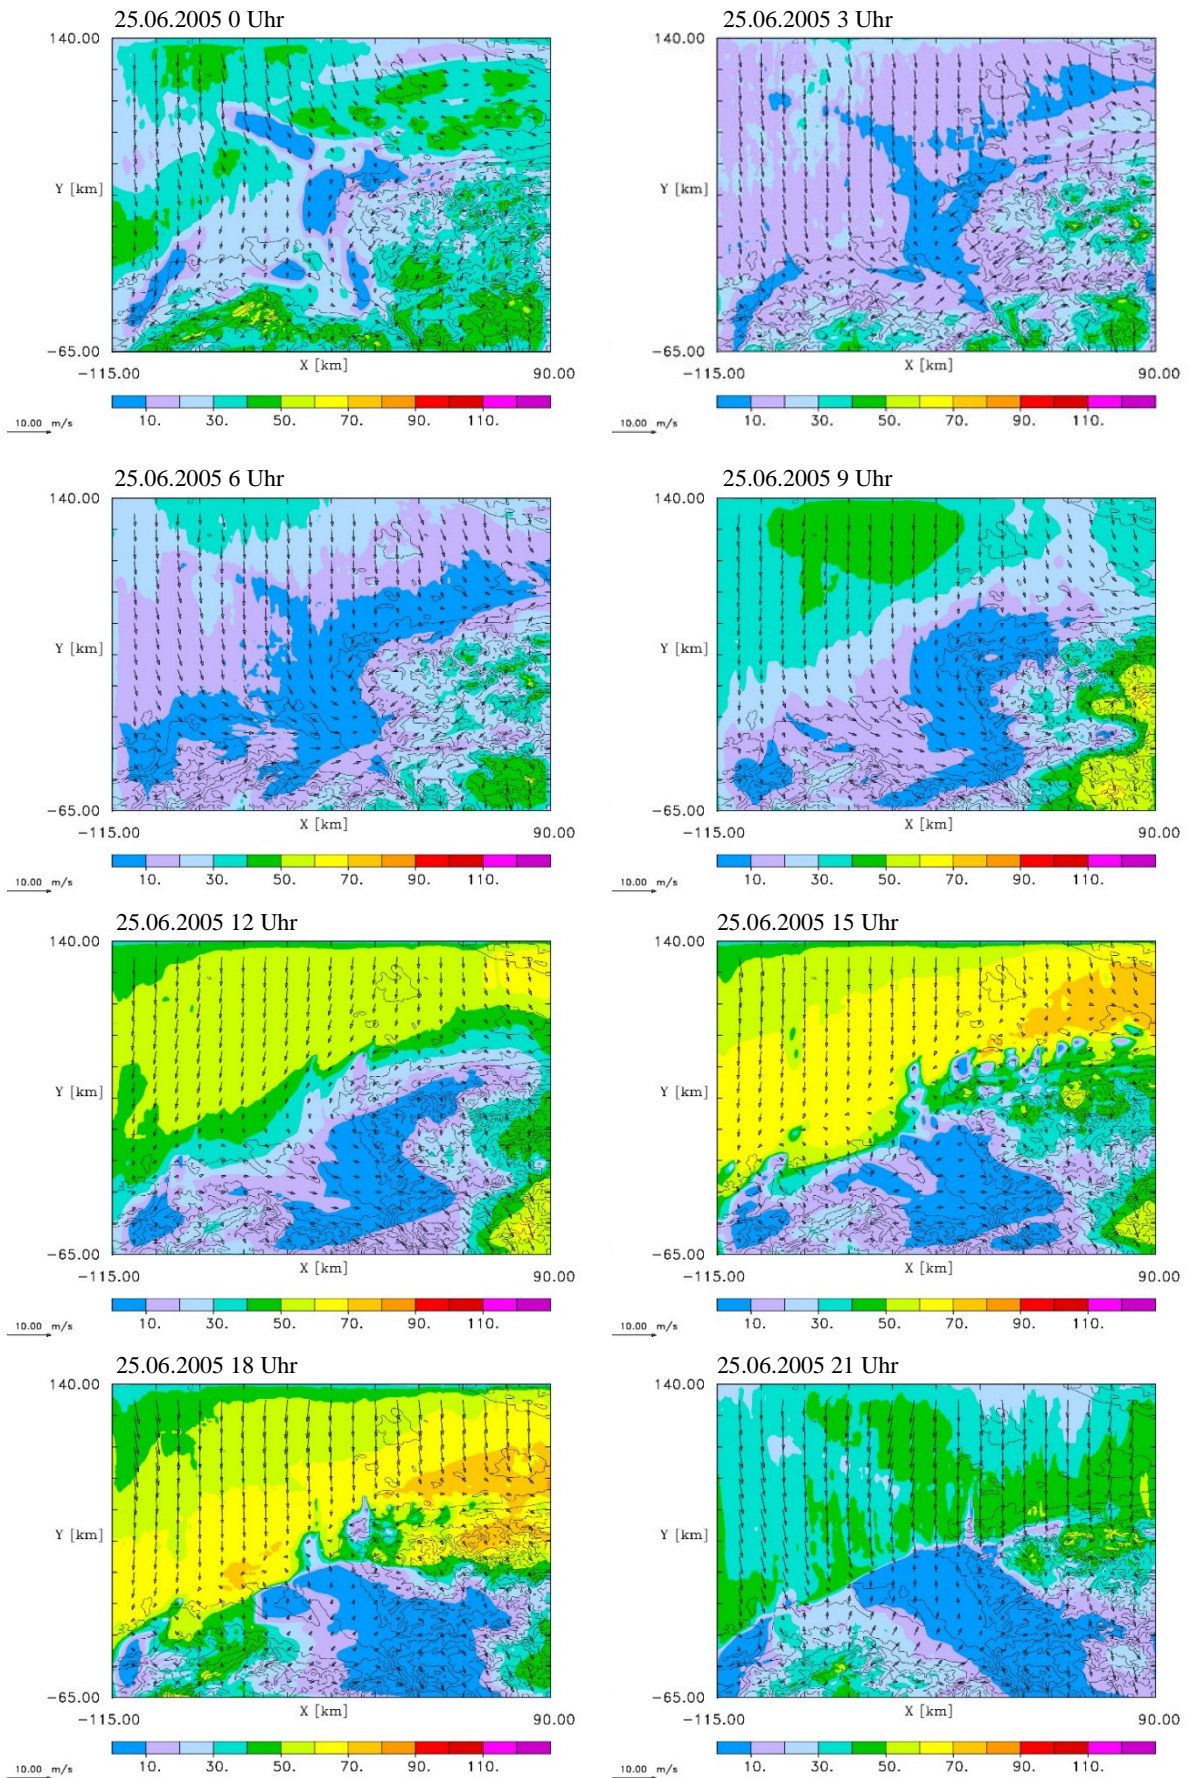 25.06.2005 0 Uhr
140.00
Y [km]
−65.00
−115.00
X [km]
90.00
10. 30. 50. 70. 90. 110.
10.00 m/s
25.06.2005 3 Uhr
140.00
Y [km]
−65.00
−115.00
X [km]
90.00
10. 30. 50. 70. 90. 110.
10.00 m/s
25.06.2005 6 Uhr
140.00
Y [km]
−65.00
−115.00
X [km]
90.00
10. 30. 50. 70. 90. 110.
10.00 m/s
25.06.2005 9 Uhr
140.00
Y [km]
−65.00
−115.00
X [km]
90.00
10. 30. 50. 70. 90. 110.
10.00 m/s
25.06.2005 12 Uhr
140.00
Y [km]
−65.00
−115.00
X [km]
90.00
10. 30. 50. 70. 90. 110.
10.00 m/s
25.06.2005 15 Uhr
140.00
Y [km]
−65.00
−115.00
X [km]
90.00
10. 30. 50. 70. 90. 110.
10.00 m/s
25.06.2005 18 Uhr
140.00
Y [km]
−65.00
−115.00
X [km]
90.00
10. 30. 50. 70. 90. 110.
10.00 m/s
25.06.2005 21 Uhr
140.00
Y [km]
−65.00
−115.00
X [km]
90.00
10. 30. 50. 70. 90. 110.
10.00 m/s